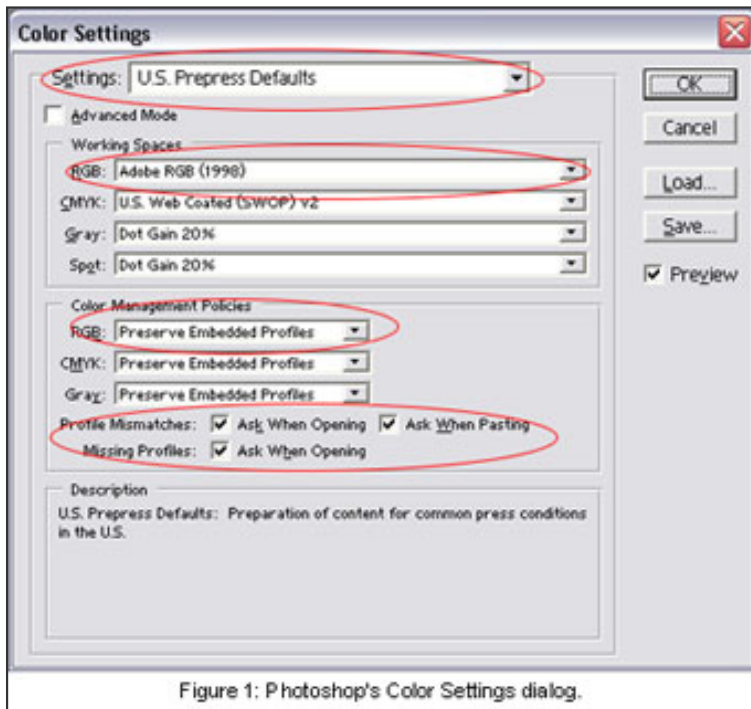 Color Settings
Settings: U.S. Prepress Defaults
OK
Advanced Mode
Cancel
Working Spaces
RGB: Adobe RGB (1998)
Load...
CMYK: U.S. Web Coated (SWOP) v2
Save...
Gray: Dot Gain 20%
Spot: Dot Gain 20%
Preview
Color Management Policies
RGB: Preserve Embedded Profiles
CMYK: Preserve Embedded Profiles
Gray: Preserve Embedded Profiles
Profile Mismatches: Ask When Opening Ask When Pasting
Missing Profiles: Ask When Opening
Description
U.S. Prepress Defaults: Preparation of content for common press conditions
in the U.S.
Figure 1: Photoshop's Color Settings dialog.